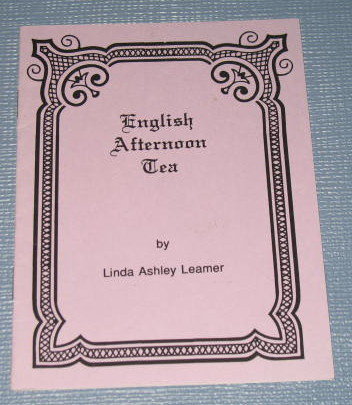 English
Afternoon
Tea
by
Linda Ashley Leamer